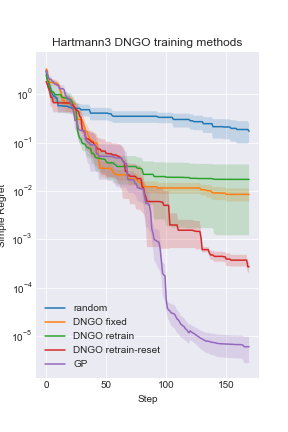 Hartmann3 DNGO training methods
10⁰
10⁻¹
10⁻²
10⁻³
10⁻⁴
10⁻⁵
Simple Regret
random
DNGO fixed
DNGO retrain
DNGO retrain-reset
GP
0 50 100 150
Step